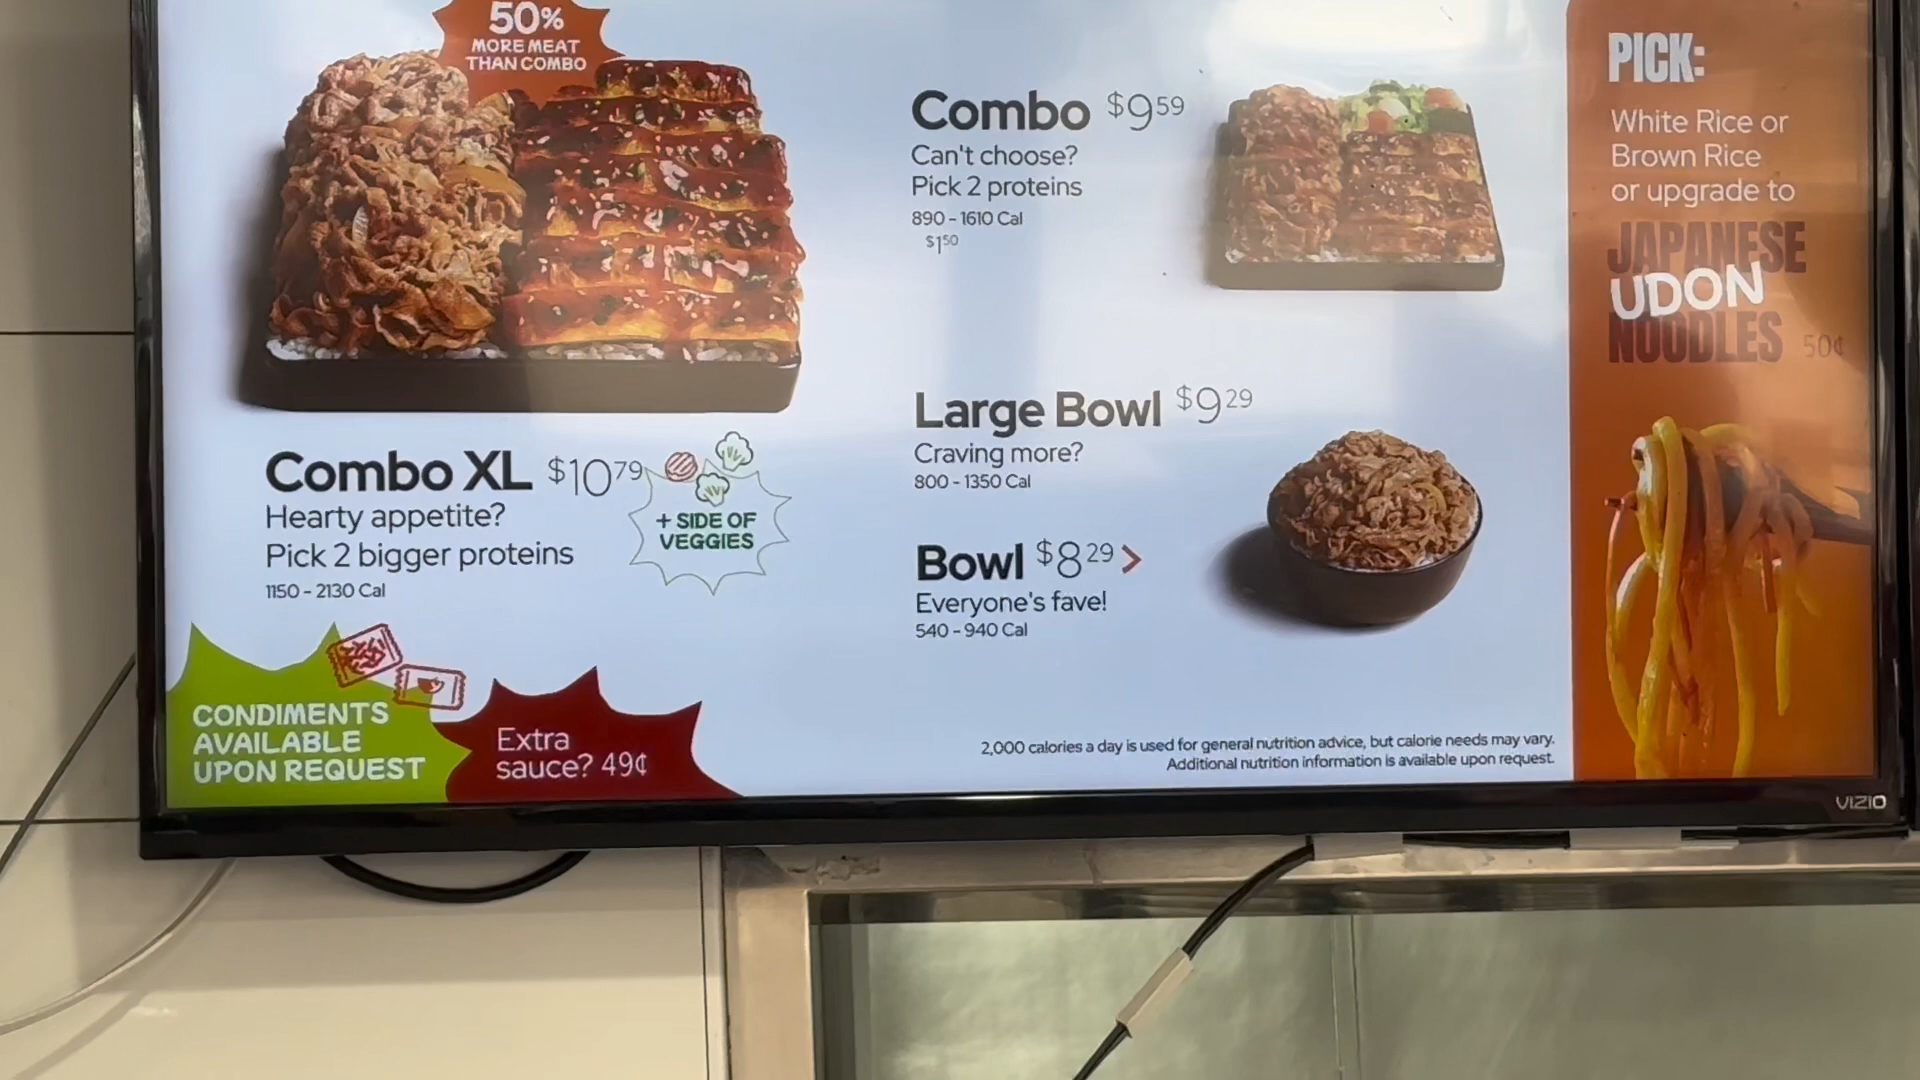 50%
MORE MEAT
THAN COMBO
Combo XL $10 79
Hearty appetite?
Pick 2 bigger proteins
1150 - 2130 Cal
+ SIDE OF
VEGGIES
CONDIMENTS
AVAILABLE
UPON REQUEST
Extra
sauce? 49¢
Combo $9 59
Can't choose?
Pick 2 proteins
890 - 1610 Cal
$1 50
Large Bowl $9 29
Craving more?
800 - 1350 Cal
Bowl $8 29 >
Everyone's fave!
540 - 940 Cal
2,000 calories a day is used for general nutrition advice, but calorie needs may vary.
Additional nutrition information is available upon request.
PICK:
White Rice or
Brown Rice
or upgrade to
JAPANESE
UDON
NOODLES 50¢
VIZIO